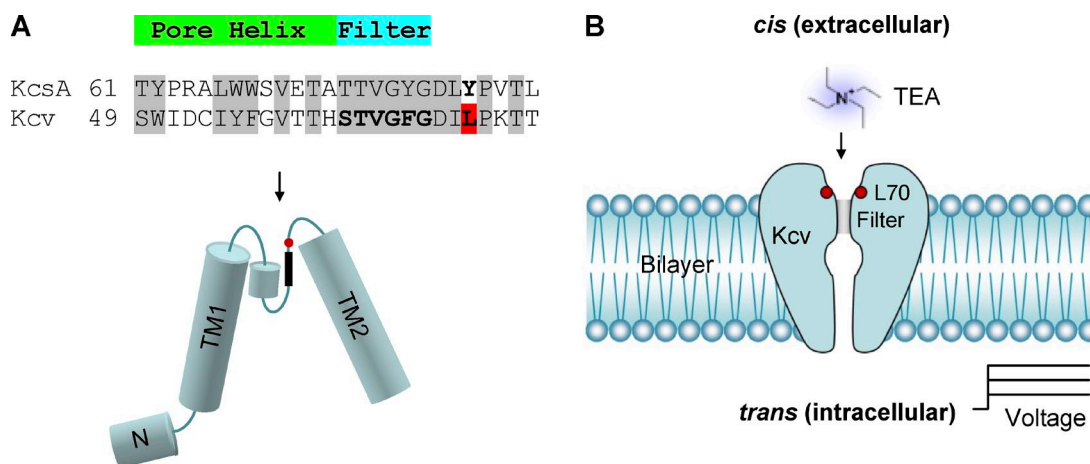 A
Pore Helix Filter
KcsA 61 TYPRALWWSVETATTVGYGDLYPVTL
Kcv 49 SWIDCIYFGVTTHSTVGFGDILPKTT
TM1
TM2
N
B
cis (extracellular)
TEA
N+
L70
Filter
Kcv
Bilayer
trans (intracellular)
Voltage